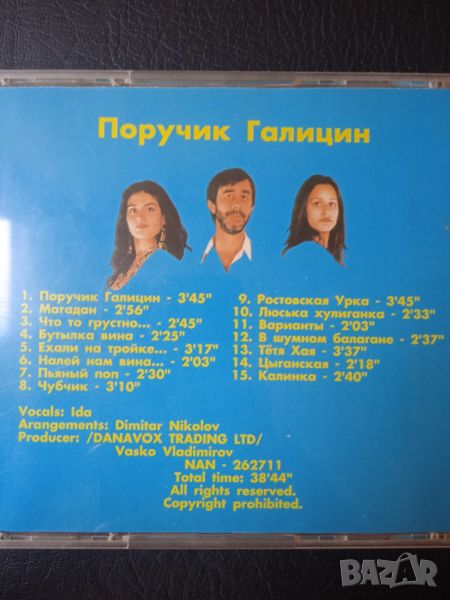 Поручик Галицин
1. Поручик Галицин - 3'45"
2. Магадан - 2'56"
3. Что то грустно... - 2'45"
4. Бутылка вина - 2'25"
5. Ехали на тройке... - 3'17"
6. Налей нам вина... - 2'03"
7. Пьяный поп - 2'30"
8. Чубчик - 3'10"
9. Ростовская Урка - 3'45"
10. Люська хулиганка - 2'33"
11. Варианты - 2'03"
12. В шумном балагане - 2'37"
13. Тётя Хая - 3'37"
14. Цыганская - 2'18"
15. Калинка - 2'40"
Vocals: Ida
Arangements: Dimitar Nikolov
Producer: /DANAVOX TRADING LTD/
Vasko Vladimirov
NAN - 262711
Total time: 38'44"
All rights reserved.
Copyright prohibited.
BAZAR